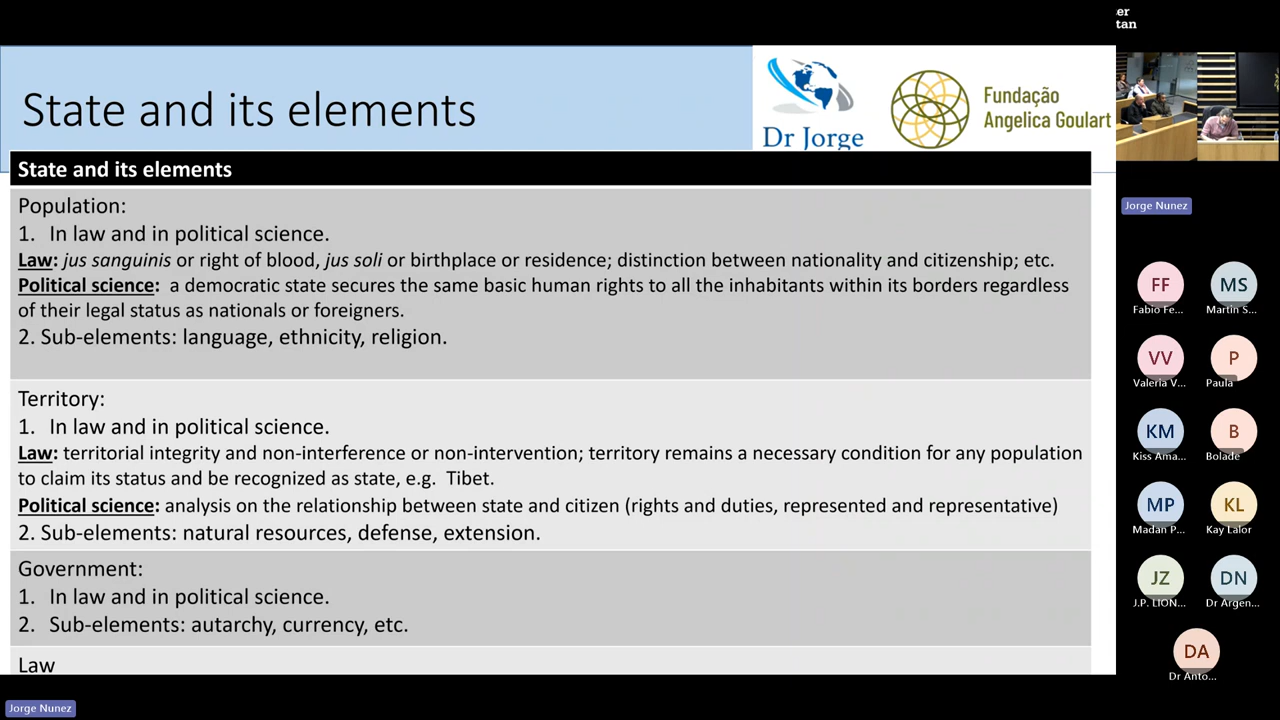 er
tan
State and its elements
Dr Jorge
Fundação
Angelica Goulart
State and its elements
Population:
1. In law and in political science.
Law: jus sanguinis or right of blood, jus soli or birthplace or residence; distinction between nationality and citizenship; etc.
Political science: a democratic state secures the same basic human rights to all the inhabitants within its borders regardless
of their legal status as nationals or foreigners.
2. Sub-elements: language, ethnicity, religion.
Territory:
1. In law and in political science.
Law: territorial integrity and non-interference or non-intervention; territory remains a necessary condition for any population
to claim its status and be recognized as state, e.g. Tibet.
Political science: analysis on the relationship between state and citizen (rights and duties, represented and representative)
2. Sub-elements: natural resources, defense, extension.
Government:
1. In law and in political science.
2. Sub-elements: autarchy, currency, etc.
Law
Jorge Nunez
FF
Fabio Fe...
MS
Martin S...
VV
Valeria V...
P
Paula
KM
Kiss Ama...
B
Bolade
MP
Madan P...
KL
Kay Lalor
JZ
J.P. LION...
DN
Dr Argen...
DA
Dr Anto...
Jorge Nunez